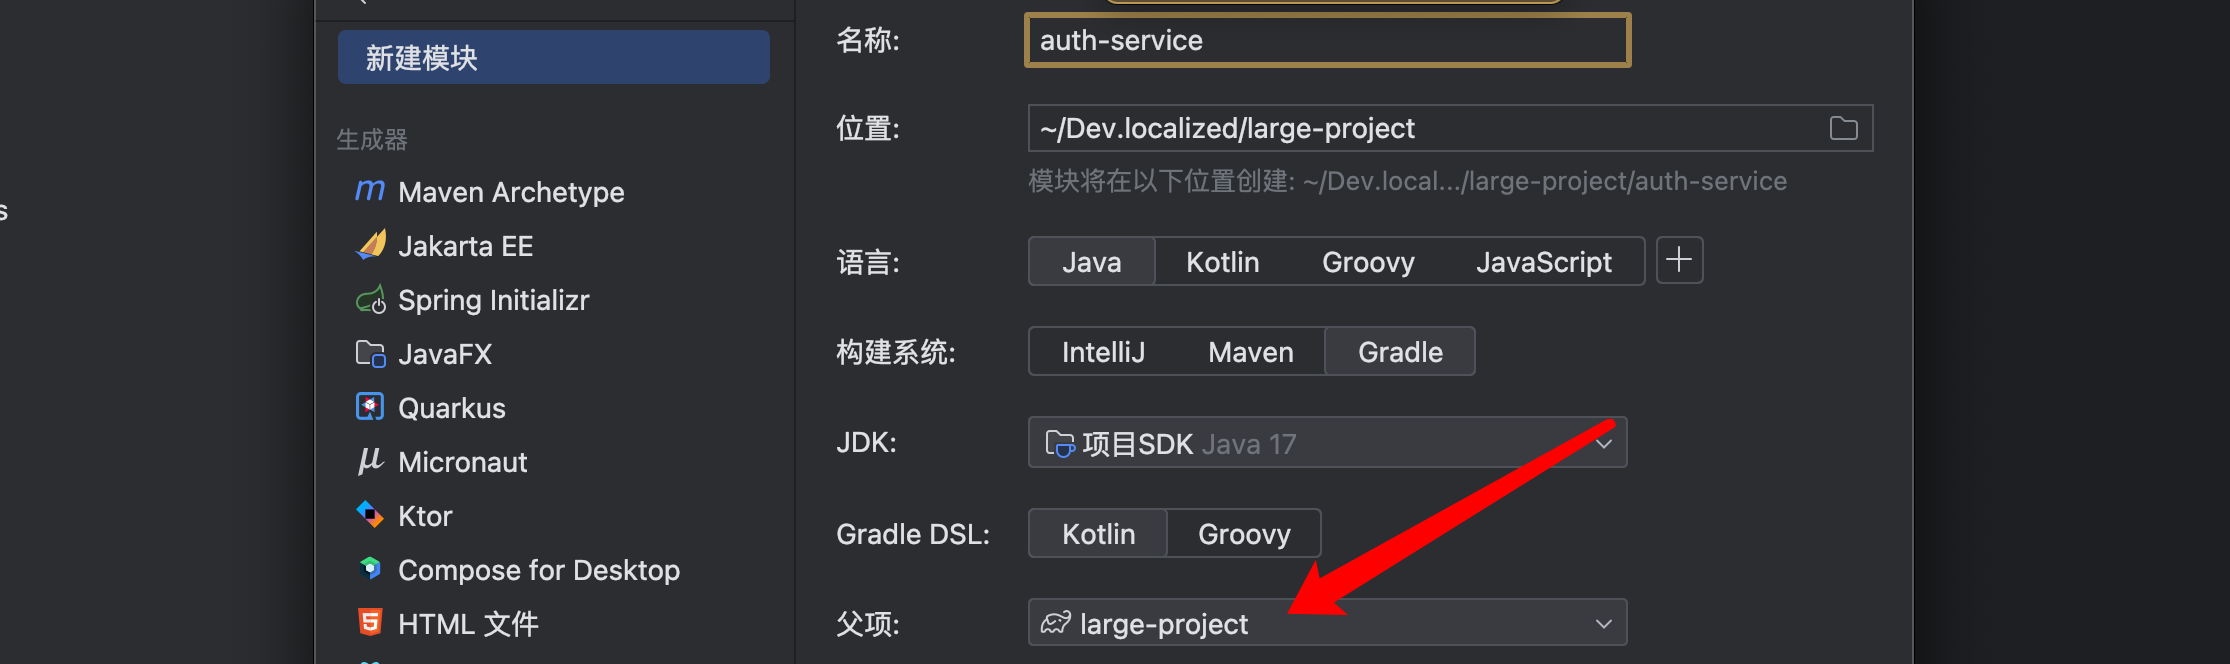 s
新建模块
生成器
Maven Archetype
Jakarta EE
Spring Initializr
JavaFX
Quarkus
Micronaut
Ktor
Compose for Desktop
HTML 文件
名称:
auth-service
位置:
~/Dev.localized/large-project
模块将在以下位置创建: ~/Dev.local.../large-project/auth-service
语言:
Java Kotlin Groovy JavaScript
构建系统:
IntelliJ Maven Gradle
JDK:
项目SDK Java 17
Gradle DSL:
Kotlin Groovy
父项:
large-project